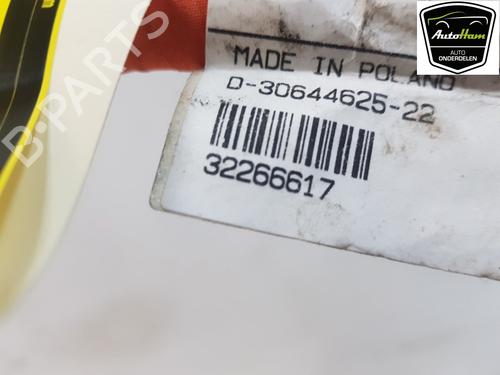 AutoHam
AUTO
ONDERDELEN
MADE IN POLAND
D-30644625-22
32266617
B-PARTS